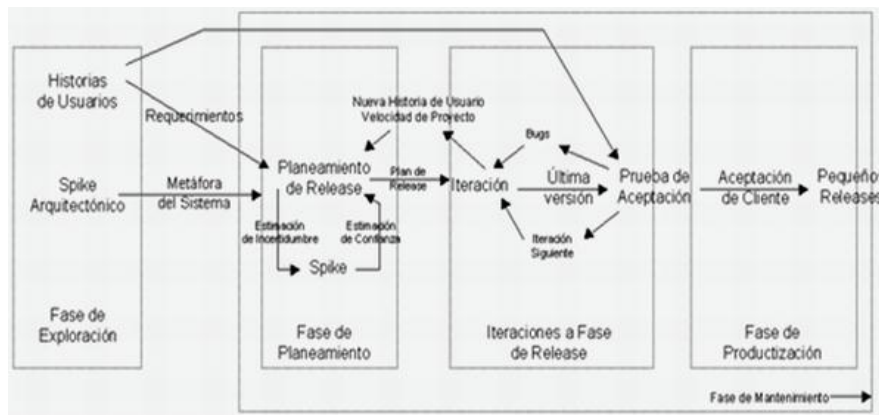 Historias
de Usuarios
Requerimientos
Spike
Arquitectónico
Metáfora
del Sistema
Fase de
Exploración
Nueva Historia de Usuario
Velocidad de Proyecto
Planeamiento
de Release
Plan de
Release
Estimación
de Incertidumbre
Estimación
de Confianza
Spike
Fase de
Planeamiento
Bugs
Iteración
Última
versión
Prueba de
Aceptación
Iteración
Siguiente
Iteraciones a Fase
de Release
Aceptación
de Cliente
Pequeños
Releases
Fase de
Productización
Fase de Mantenimiento